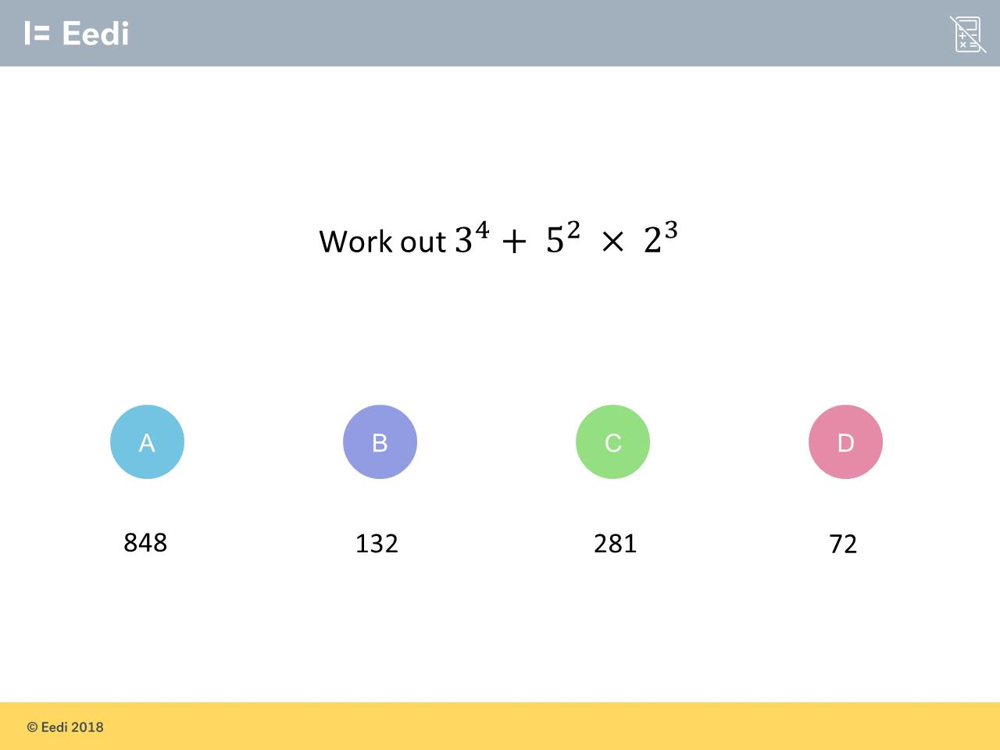 Eedi
Work out 3⁴ + 5² × 2³
A
B
C
D
848
132
281
72
© Eedi 2018